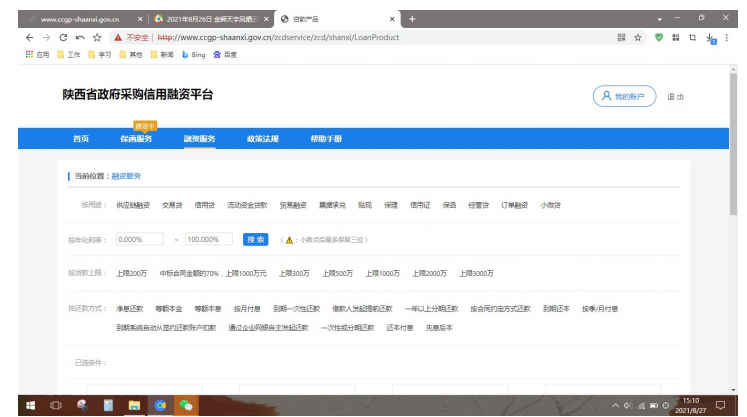 www.ccgp-shaanxi.gov.cn × 2021年8月26日 × 贷款产品 × +
不安全 http://www.ccgp-shaanxi.gov.cn/zcdservice/zcd/shanxi/LoanProduct
应用 工作 学习 其他 新闻 Bing 百度
陕西省政府采购信用融资平台
我的账户 退出
建设中
首页 保函服务 融资服务 政策法规 帮助手册
当前位置：融资服务
按用途： 供应链融资 交易贷 信用贷 流动资金贷款 贸易融资 票据承兑 贴现 保理 信用证 保函 经营贷 订单融资 小微贷
按年化利率： 0.000% ~ 100.000% 搜索 （ ：小数点后最多保留三位）
按贷款上限： 上限200万 中标合同金额的70%，上限1000万元 上限300万 上限500万 上限1000万 上限2000万 上限3000万
按还款方式： 净息还款 等额本金 等额本息 按月付息 到期一次性还款 借款人发起提前还款 一年以上分期还款 按合同约定方式还款 到期还本 按季/月付息
到期系统自动从签约还款账户扣款 通过企业网银自主发起还款 一次性或分期还款 还本付息 先息后本
已选条件：
15:10
2021/8/27